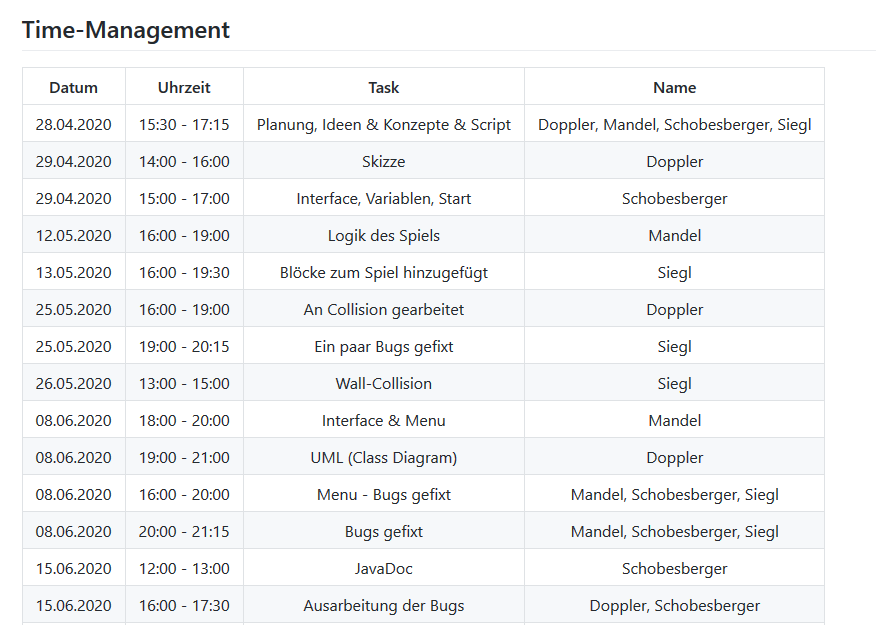 Time-Management
Datum Uhrzeit Task Name
28.04.2020 15:30 - 17:15 Planung, Ideen & Konzepte & Script Doppler, Mandel, Schobesberger, Siegl
29.04.2020 14:00 - 16:00 Skizze Doppler
29.04.2020 15:00 - 17:00 Interface, Variablen, Start Schobesberger
12.05.2020 16:00 - 19:00 Logik des Spiels Mandel
13.05.2020 16:00 - 19:30 Blöcke zum Spiel hinzugefügt Siegl
25.05.2020 16:00 - 19:00 An Collision gearbeitet Doppler
25.05.2020 19:00 - 20:15 Ein paar Bugs gefixt Siegl
26.05.2020 13:00 - 15:00 Wall-Collision Siegl
08.06.2020 18:00 - 20:00 Interface & Menu Mandel
08.06.2020 19:00 - 21:00 UML (Class Diagram) Doppler
08.06.2020 16:00 - 20:00 Menu - Bugs gefixt Mandel, Schobesberger, Siegl
08.06.2020 20:00 - 21:15 Bugs gefixt Mandel, Schobesberger, Siegl
15.06.2020 12:00 - 13:00 JavaDoc Schobesberger
15.06.2020 16:00 - 17:30 Ausarbeitung der Bugs Doppler, Schobesberger